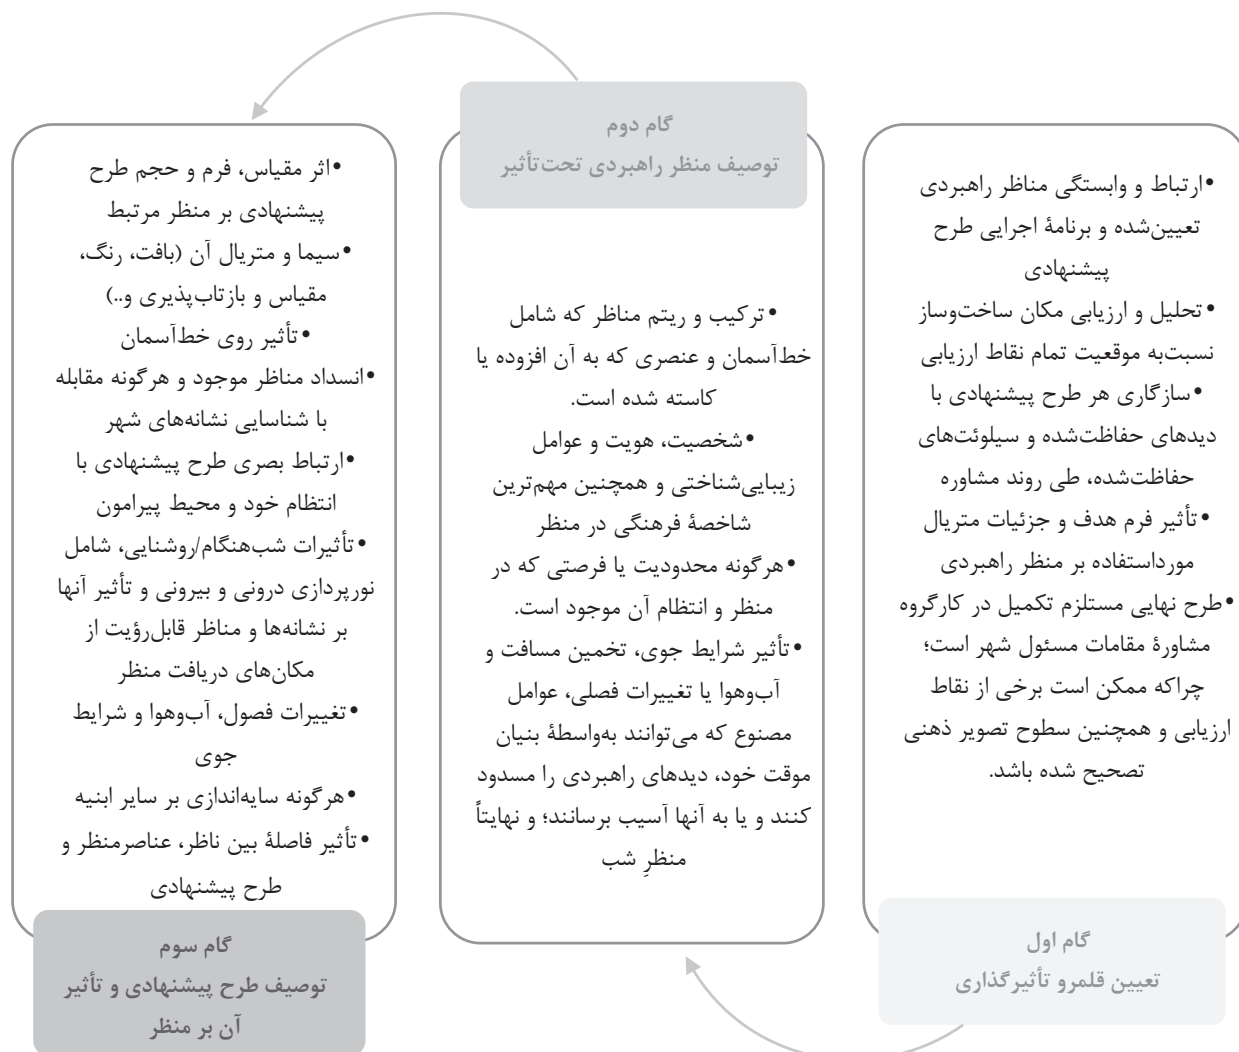 •ارتباط و وابستگی مناظر راهبردی
تعیین‌شده و برنامهٔ اجرایی طرح
پیشنهادی
•تحلیل و ارزیابی مکان ساخت‌وساز
نسبت‌به موقعیت تمام نقاط ارزیابی
•سازگاری هر طرح پیشنهادی با
دیدهای حفاظت‌شده و سیلوئت‌های
حفاظت‌شده، طی روند مشاوره
•تأثیر فرم هدف و جزئیات متریال
مورداستفاده بر منظر راهبردی
•طرح نهایی مستلزم تکمیل در کارگروه
مشاورهٔ مقامات مسئول شهر است؛
چراکه ممکن است برخی از نقاط
ارزیابی و همچنین سطوح تصویر ذهنی
تصحیح شده باشد.
گام اول
تعیین قلمرو تأثیرگذاری
گام دوم
توصیف منظر راهبردی تحت‌تأثیر
•ترکیب و ریتم مناظر که شامل
خط‌آسمان و عنصری که به آن افزوده یا
کاسته شده است.
•شخصیت، هویت و عوامل
زیبایی‌شناختی و همچنین مهم‌ترین
شاخصهٔ فرهنگی در منظر
•هرگونه محدودیت یا فرصتی که در
منظر و انتظام آن موجود است.
•تأثیر شرایط جوی، تخمین مسافت و
آب‌وهوا یا تغییرات فصلی، عوامل
مصنوع که می‌توانند به‌واسطهٔ بنیان
موقت خود، دیدهای راهبردی را مسدود
کنند و یا به آنها آسیب برسانند؛ و نهایتاً
منظرِ شب
•اثر مقیاس، فرم و حجم طرح
پیشنهادی بر منظر مرتبط
•سیما و متریال آن (بافت، رنگ،
مقیاس و بازتاب‌پذیری و..)
•تأثیر روی خط‌آسمان
•انسداد مناظر موجود و هرگونه مقابله
با شناسایی نشانه‌های شهر
•ارتباط بصری طرح پیشنهادی با
انتظام خود و محیط پیرامون
•تأثیرات شب‌هنگام/روشنایی، شامل
نورپردازی درونی و بیرونی و تأثیر آنها
بر نشانه‌ها و مناظر قابل‌رؤیت از
مکان‌های دریافت منظر
•تغییرات فصول، آب‌وهوا و شرایط
جوی
•هرگونه سایه‌اندازی بر سایر ابنیه
•تأثیر فاصلهٔ بین ناظر، عناصرمنظر و
طرح پیشنهادی
گام سوم
توصیف طرح پیشنهادی و تأثیر
آن بر منظر